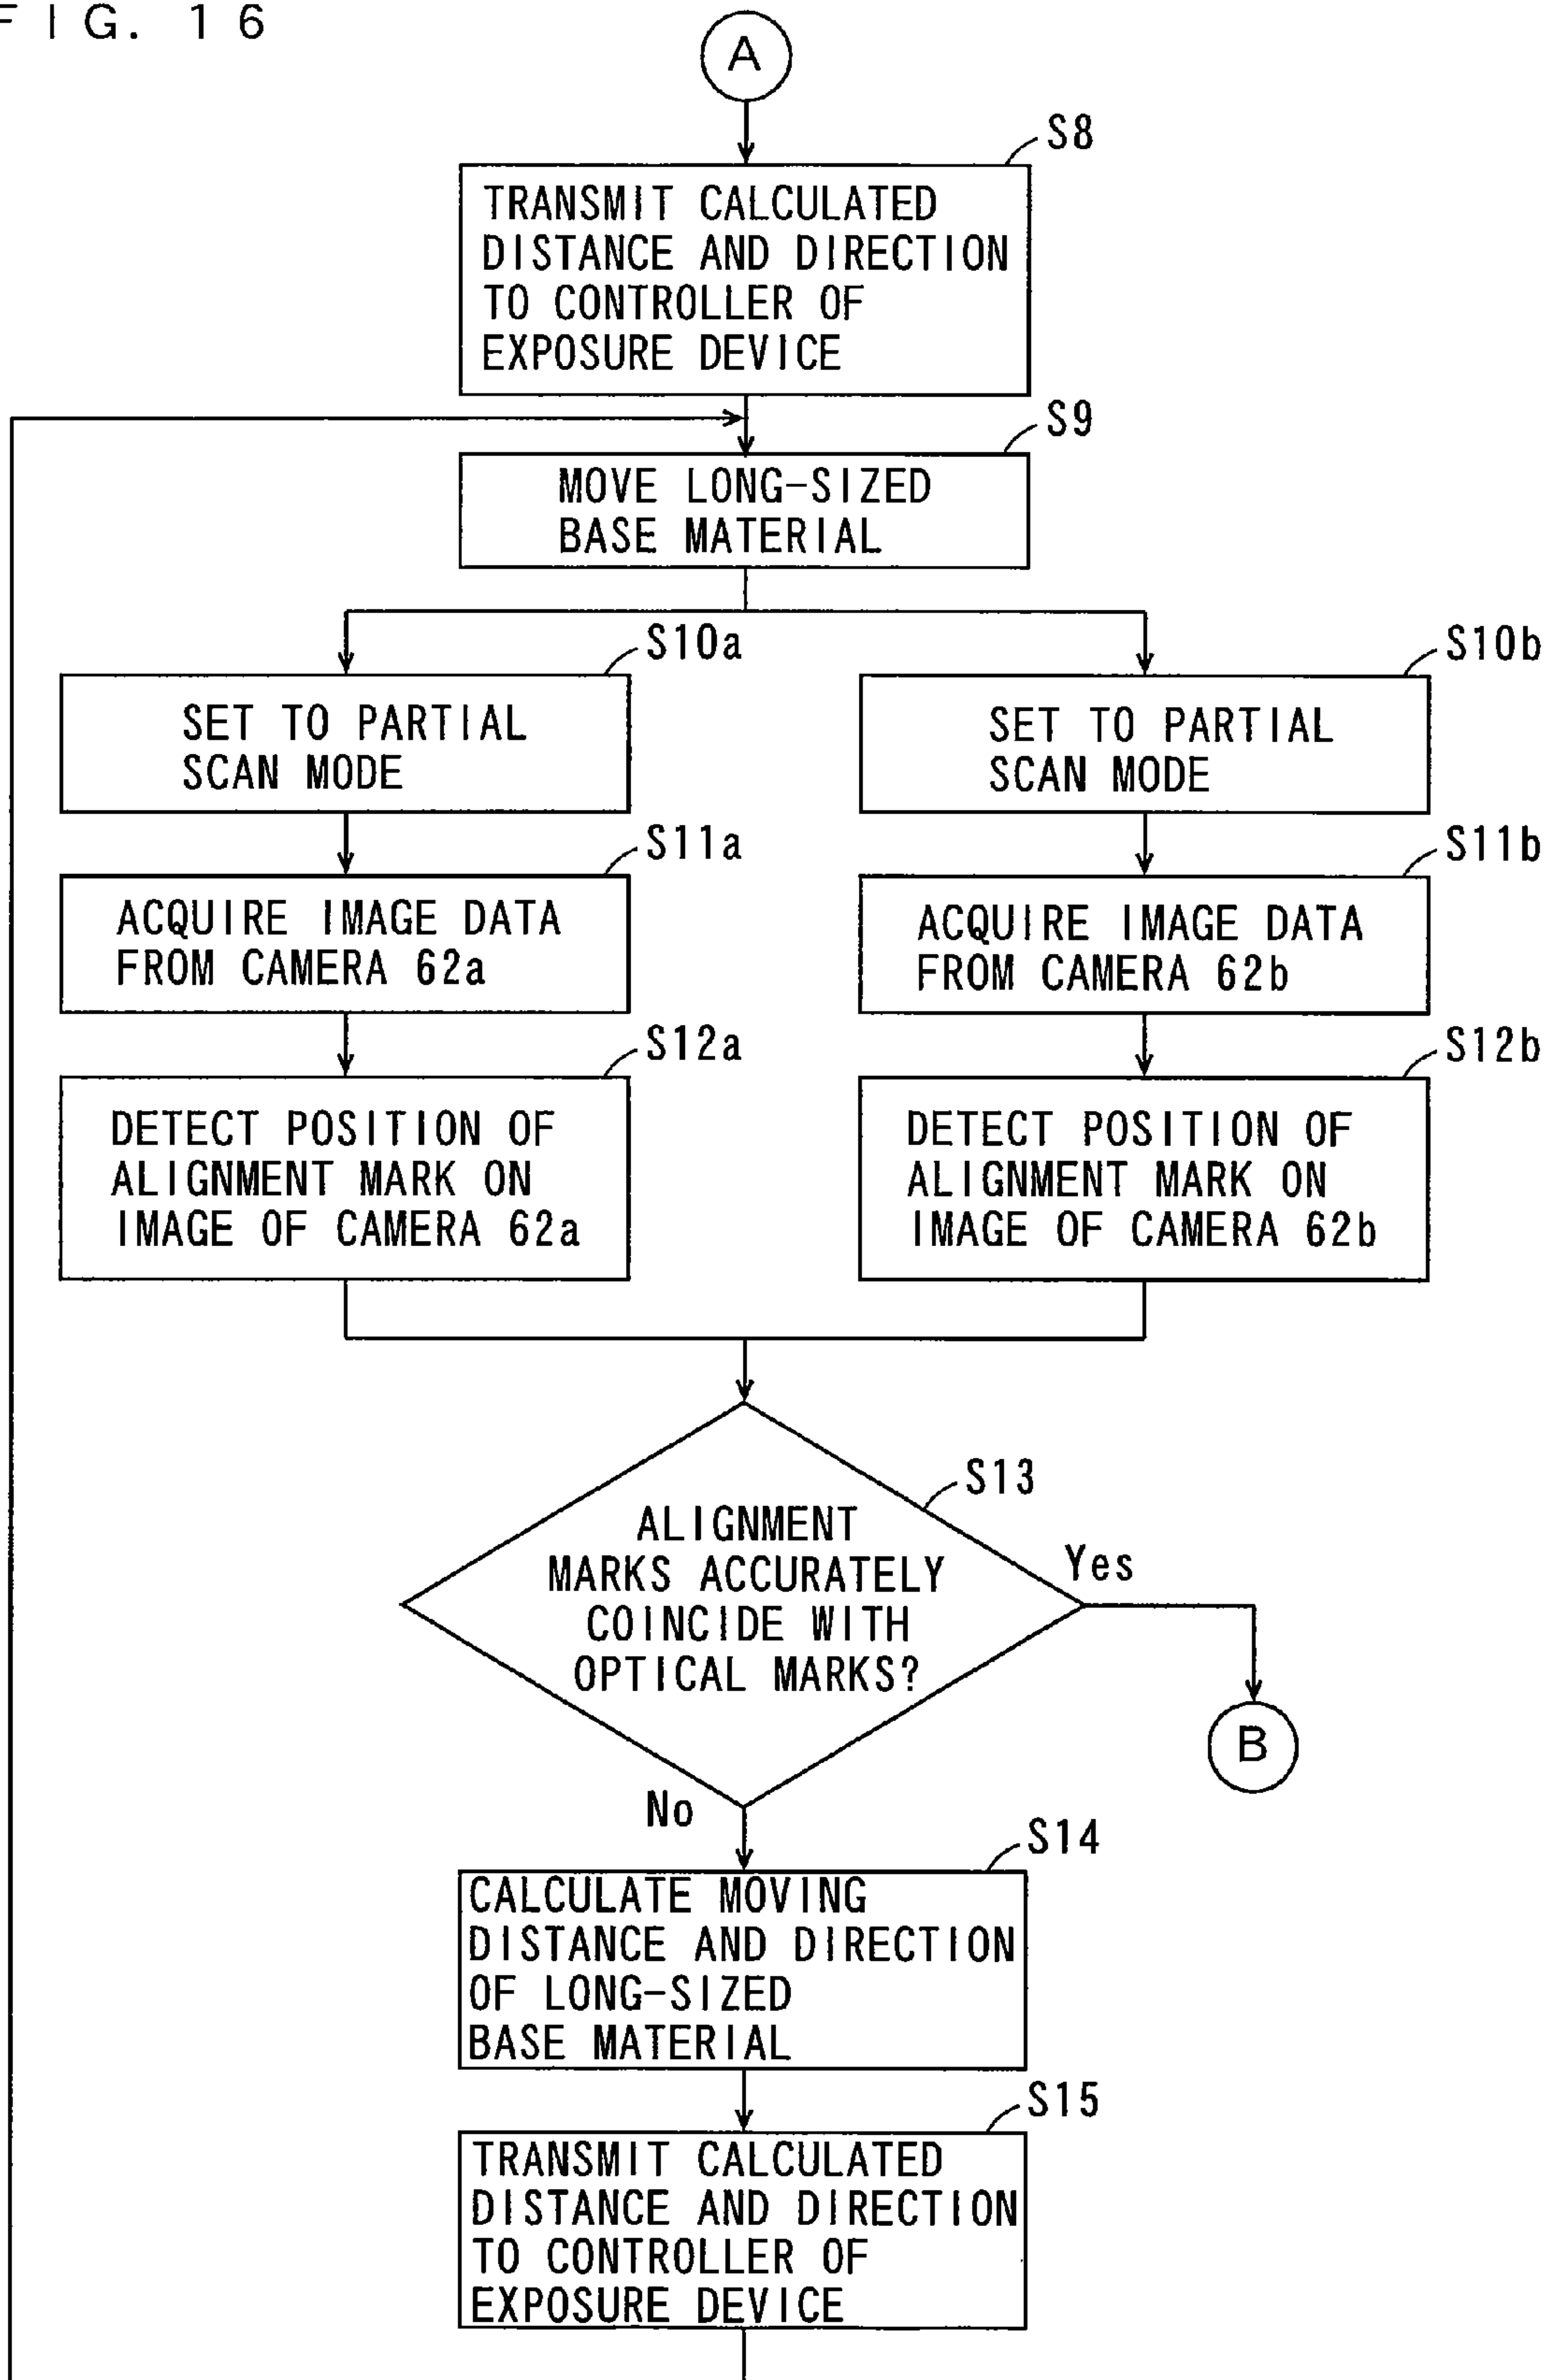 FIG. 16
A
S8
TRANSMIT CALCULATED
DISTANCE AND DIRECTION
TO CONTROLLER OF
EXPOSURE DEVICE
S9
MOVE LONG-SIZED
BASE MATERIAL
S10a
SET TO PARTIAL
SCAN MODE
S10b
SET TO PARTIAL
SCAN MODE
S11a
ACQUIRE IMAGE DATA
FROM CAMERA 62a
S11b
ACQUIRE IMAGE DATA
FROM CAMERA 62b
S12a
DETECT POSITION OF
ALIGNMENT MARK ON
IMAGE OF CAMERA 62a
S12b
DETECT POSITION OF
ALIGNMENT MARK ON
IMAGE OF CAMERA 62b
S13
ALIGNMENT
MARKS ACCURATELY
COINCIDE WITH
OPTICAL MARKS?
Yes
B
No
S14
CALCULATE MOVING
DISTANCE AND DIRECTION
OF LONG-SIZED
BASE MATERIAL
S15
TRANSMIT CALCULATED
DISTANCE AND DIRECTION
TO CONTROLLER OF
EXPOSURE DEVICE